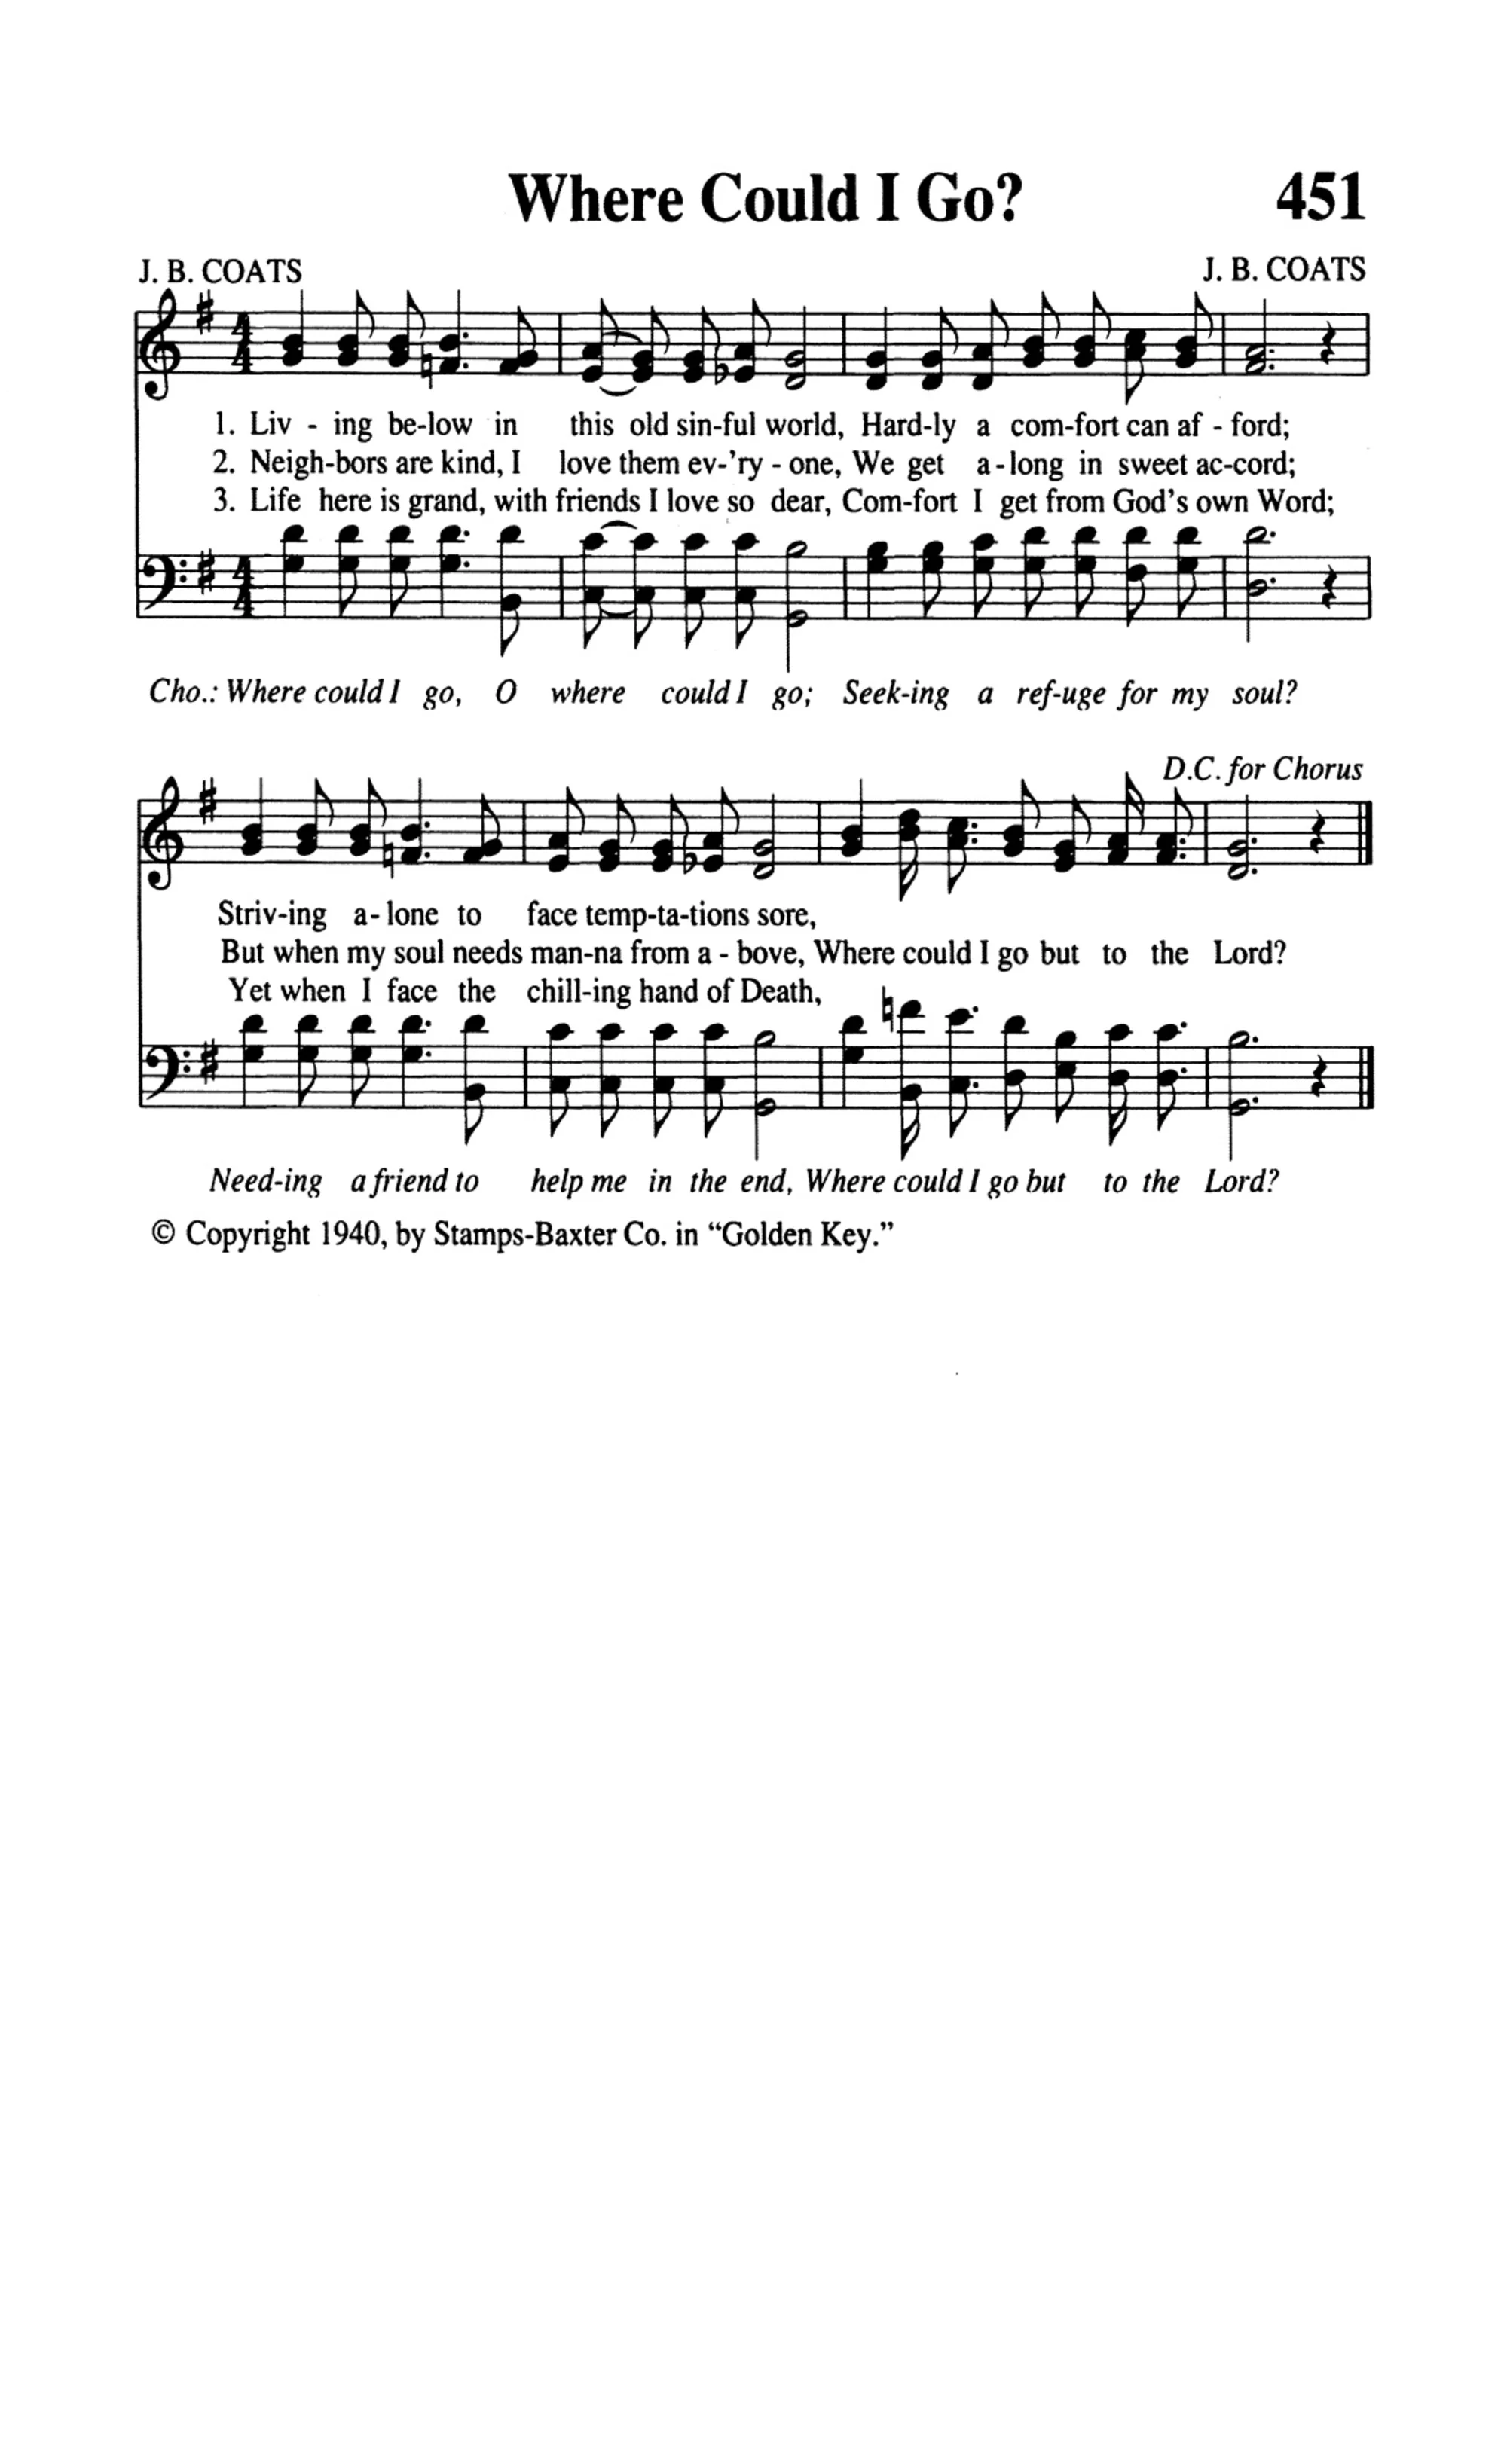 Where Could I Go? 451
J. B. COATS J. B. COATS
1. Liv - ing be-low in this old sin-ful world, Hard-ly a com-fort can af - ford;
2. Neigh-bors are kind, I love them ev-'ry - one, We get a - long in sweet ac-cord;
3. Life here is grand, with friends I love so dear, Com-fort I get from God's own Word;
Cho.: Where could I go, O where could I go; Seek-ing a ref-uge for my soul?
D.C. for Chorus
Striv-ing a - lone to face temp-ta-tions sore,
But when my soul needs man-na from a - bove, Where could I go but to the Lord?
Yet when I face the chill-ing hand of Death,
Need-ing a friend to help me in the end, Where could I go but to the Lord?
© Copyright 1940, by Stamps-Baxter Co. in “Golden Key.”